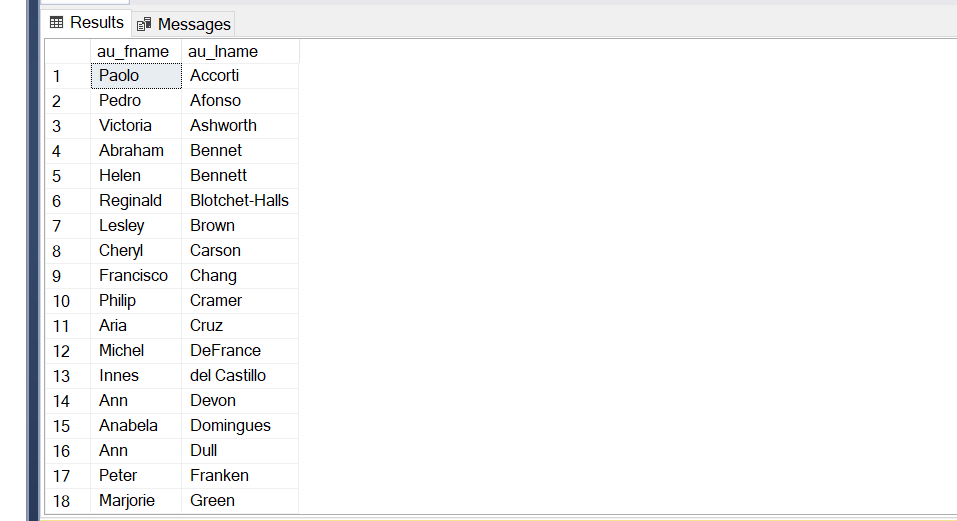 Results Messages
au_fname au_lname
1 Paolo Accorti
2 Pedro Afonso
3 Victoria Ashworth
4 Abraham Bennet
5 Helen Bennett
6 Reginald Blotchet-Halls
7 Lesley Brown
8 Cheryl Carson
9 Francisco Chang
10 Philip Cramer
11 Aria Cruz
12 Michel DeFrance
13 Innes del Castillo
14 Ann Devon
15 Anabela Domingues
16 Ann Dull
17 Peter Franken
18 Marjorie Green